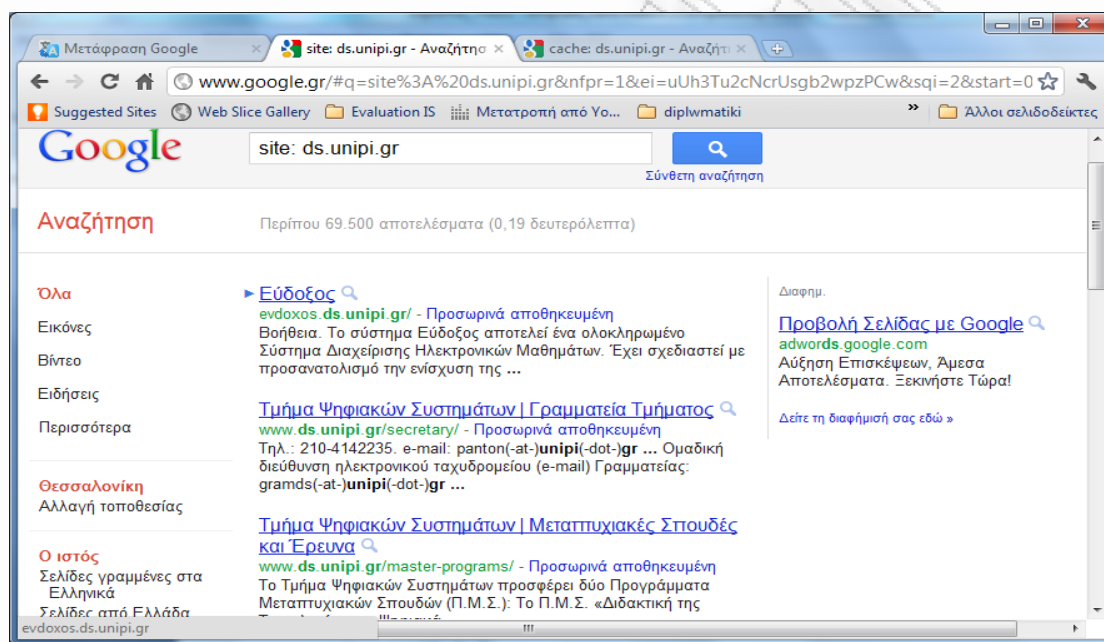 Μετάφραση Google
site: ds.unipi.gr - Αναζήτησ
cache: ds.unipi.gr - Αναζήτι
www.google.gr/#q=site%3A%20ds.unipi.gr&nfpr=1&ei=uUh3Tu2cNcrUsgb2wpzPCw&sqi=2&start=0
Suggested Sites
Web Slice Gallery
Evaluation IS
Μετατροπή από Yo...
diplwmatiki
»
Άλλοι σελιδοδείκτες
Google
site: ds.unipi.gr
Σύνθετη αναζήτηση
Αναζήτηση
Περίπου 69.500 αποτελέσματα (0,19 δευτερόλεπτα)
Όλα
Εικόνες
Βίντεο
Ειδήσεις
Περισσότερα
Θεσσαλονίκη
Αλλαγή τοποθεσίας
Ο ιστός
Σελίδες γραμμένες στα
Ελληνικά
Σελίδες από Ελλάδα
Εύδοξος
evdoxos.ds.unipi.gr/ - Προσωρινά αποθηκευμένη
Βοήθεια. Το σύστημα Εύδοξος αποτελεί ένα ολοκληρωμένο
Σύστημα Διαχείρισης Ηλεκτρονικών Μαθημάτων. Έχει σχεδιαστεί με
προσανατολισμό την ενίσχυση της ...
Τμήμα Ψηφιακών Συστημάτων | Γραμματεία Τμήματος
www.ds.unipi.gr/secretary/ - Προσωρινά αποθηκευμένη
Τηλ.: 210-4142235. e-mail: panton(-at-)unipi(-dot-)gr ... Ομαδική
διεύθυνση ηλεκτρονικού ταχυδρομείου (e-mail) Γραμματείας:
gramds(-at-)unipi(-dot-)gr ...
Τμήμα Ψηφιακών Συστημάτων | Μεταπτυχιακές Σπουδές
και Έρευνα
www.ds.unipi.gr/master-programs/ - Προσωρινά αποθηκευμένη
Το Τμήμα Ψηφιακών Συστημάτων προσφέρει δύο Προγράμματα
Μεταπτυχιακών Σπουδών (Π.Μ.Σ.): Το Π.Μ.Σ. «Διδακτική της
Διαφημ.
Προβολή Σελίδας με Google
adwords.google.com
Αύξηση Επισκέψεων, Άμεσα
Αποτελέσματα. Ξεκινήστε Τώρα!
Δείτε τη διαφήμισή σας εδώ »
evdoxos.ds.unipi.gr